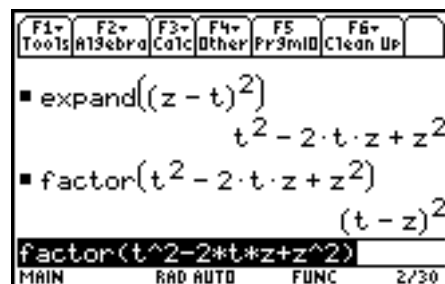 F1▾ F2▾ F3▾ F4▾ F5 F6▾
Tools Algebra Calc Other PrgmIO Clean Up
▪ expand((z - t)²)
t² - 2·t·z + z²
▪ factor(t² - 2·t·z + z²)
(t - z)²
factor(t^2-2*t*z+z^2)
MAIN RAD AUTO FUNC 2/30